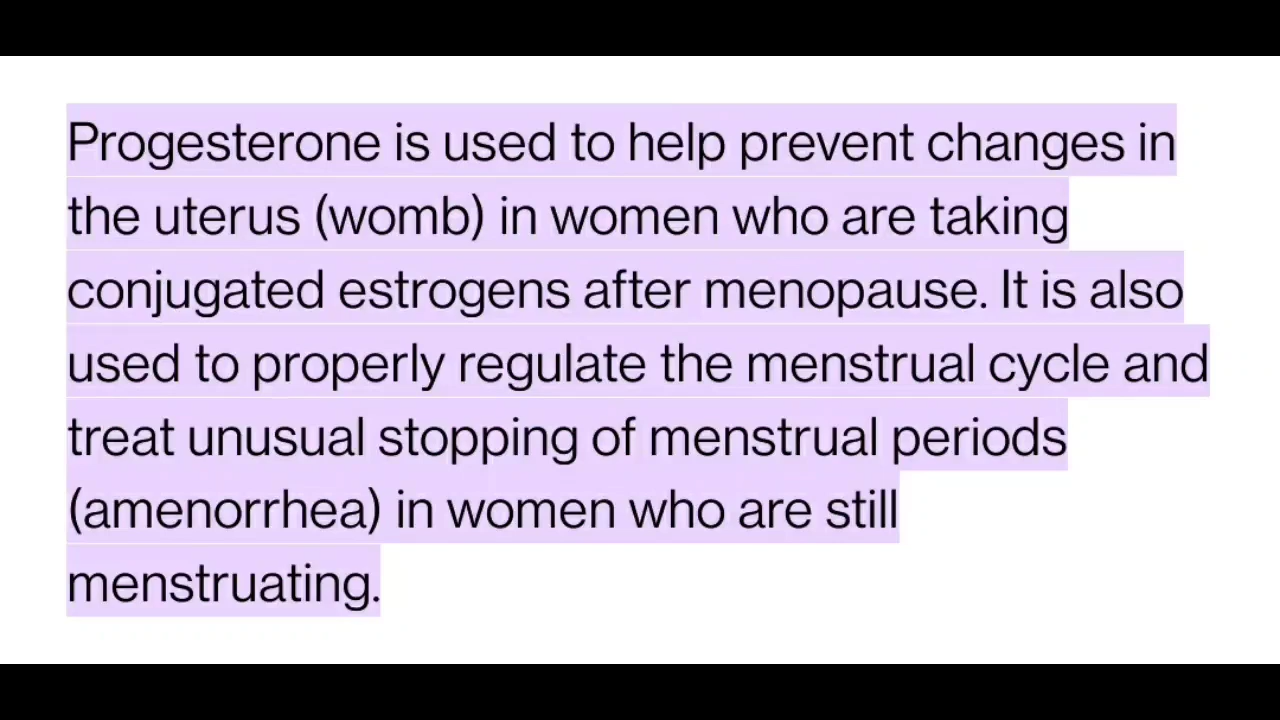 Progesterone is used to help prevent changes in
the uterus (womb) in women who are taking
conjugated estrogens after menopause. It is also
used to properly regulate the menstrual cycle and
treat unusual stopping of menstrual periods
(amenorrhea) in women who are still
menstruating.